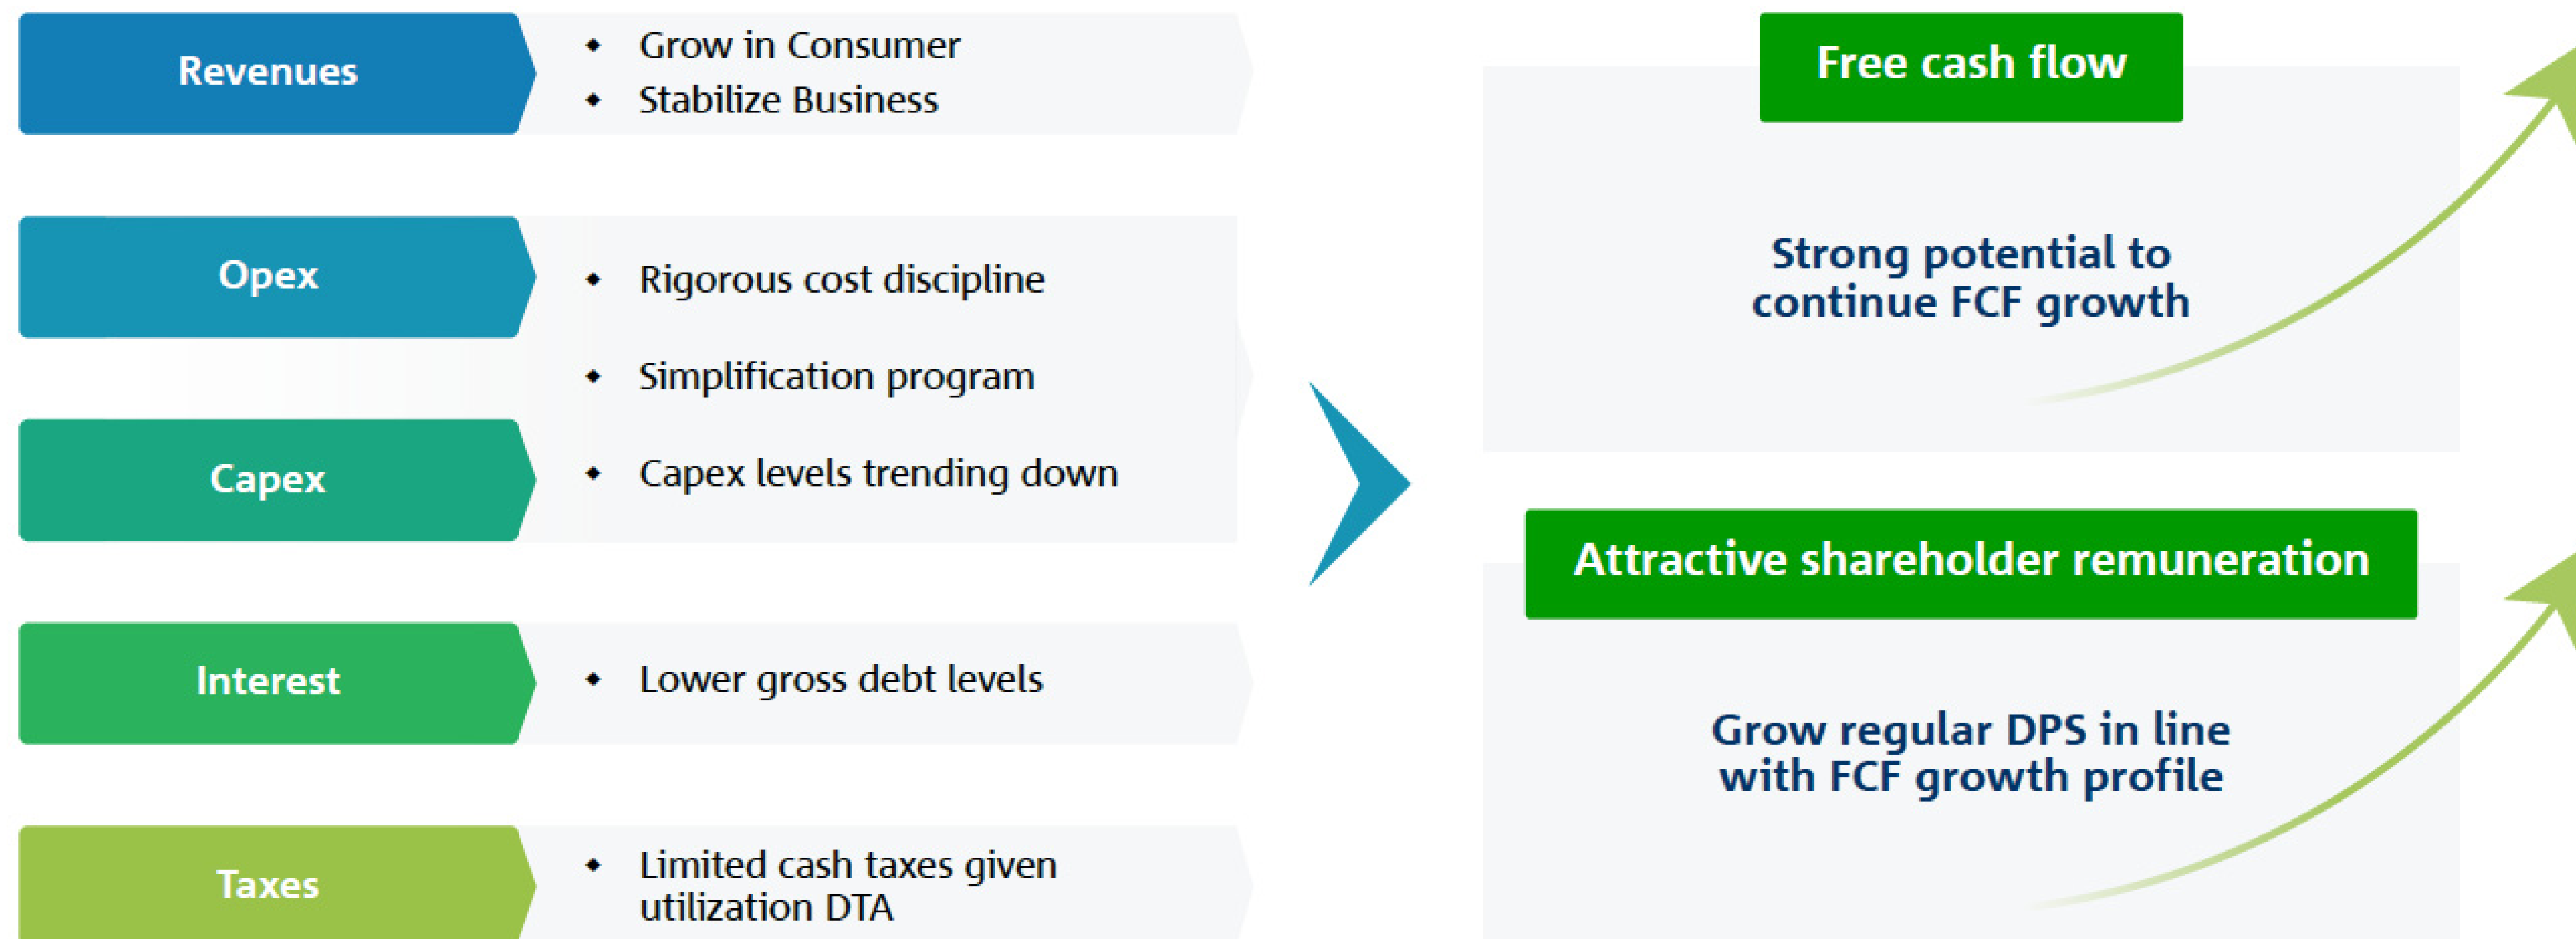 Revenues
◆ Grow in Consumer
◆ Stabilize Business
Opex
◆ Rigorous cost discipline
◆ Simplification program
Capex
◆ Capex levels trending down
Interest
◆ Lower gross debt levels
Taxes
◆ Limited cash taxes given
utilization DTA
Free cash flow
Strong potential to
continue FCF growth
Attractive shareholder remuneration
Grow regular DPS in line
with FCF growth profile